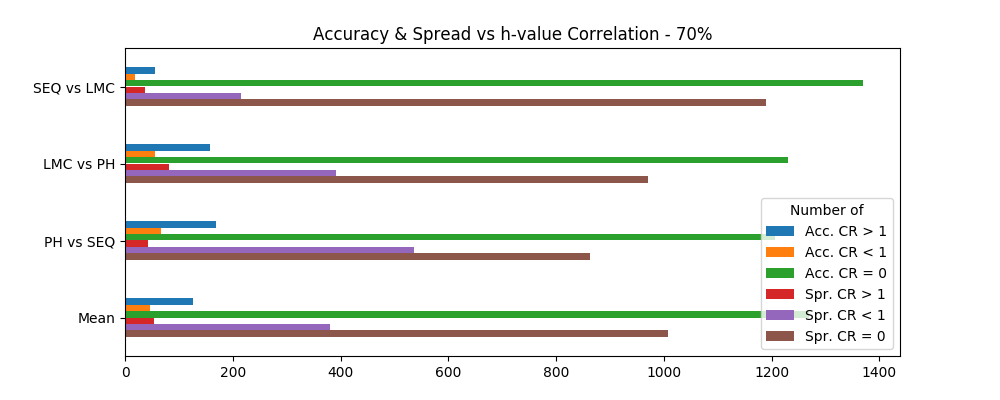 Accuracy & Spread vs h-value Correlation - 70%
SEQ vs LMC
LMC vs PH
PH vs SEQ
Mean
Number of
Acc. CR > 1
Acc. CR < 1
Acc. CR = 0
Spr. CR > 1
Spr. CR < 1
Spr. CR = 0
0 200 400 600 800 1000 1200 1400